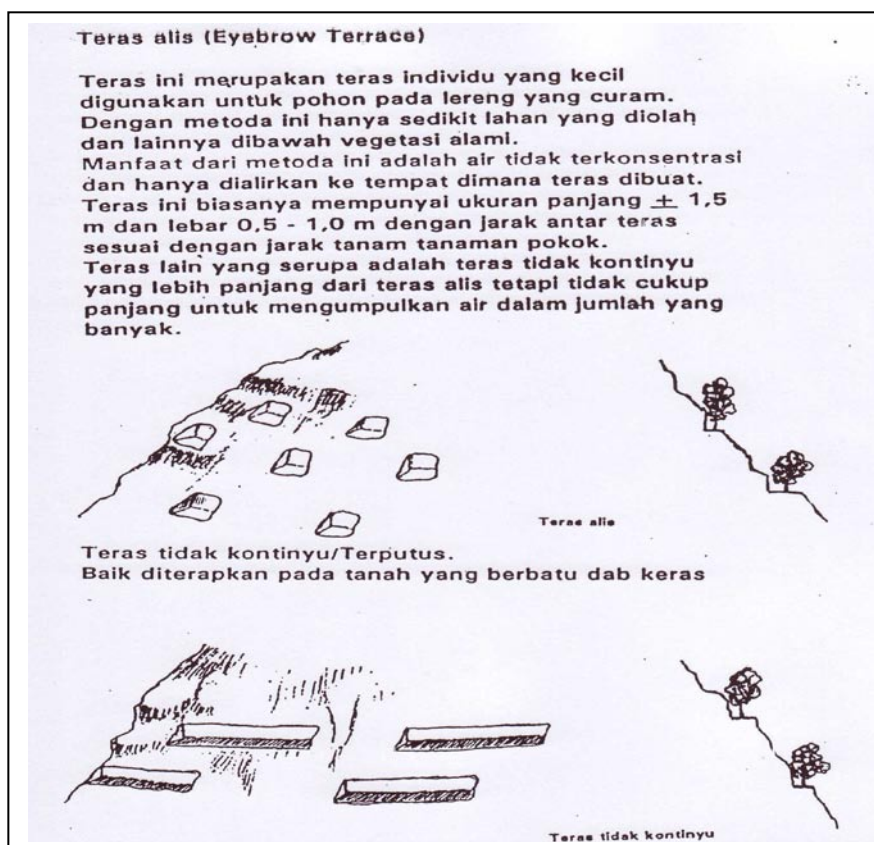 Teras alis (Eyebrow Terrace)
Teras ini merupakan teras individu yang kecil
digunakan untuk pohon pada lereng yang curam.
Dengan metoda ini hanya sedikit lahan yang diolah
dan lainnya dibawah vegetasi alami.
Manfaat dari metoda ini adalah air tidak terkonsentrasi
dan hanya dialirkan ke tempat dimana teras dibuat.
Teras ini biasanya mempunyai ukuran panjang ± 1,5
m dan lebar 0,5 - 1,0 m dengan jarak antar teras
sesuai dengan jarak tanam tanaman pokok.
Teras lain yang serupa adalah teras tidak kontinyu
yang lebih panjang dari teras alis tetapi tidak cukup
panjang untuk mengumpulkan air dalam jumlah yang
banyak.
Teras alis
Teras tidak kontinyu/Terputus.
Baik diterapkan pada tanah yang berbatu dab keras
Teras tidak kontinyu